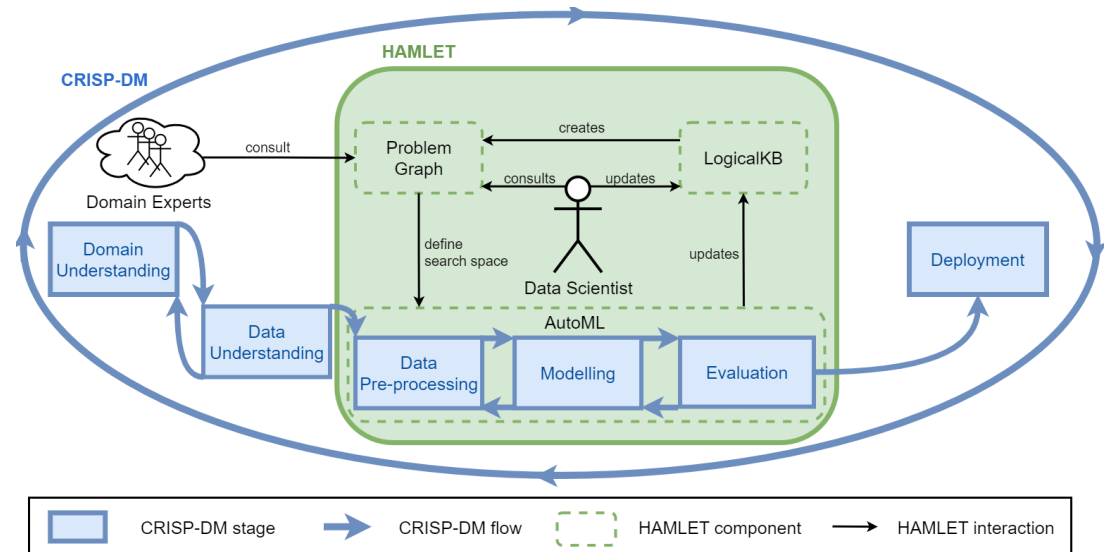 HAMLET
CRISP-DM
creates
Problem
Graph
LogicalKB
consult
consults
updates
Domain Experts
define
search space
updates
Domain
Understanding
Deployment
Data Scientist
AutoML
Data
Understanding
Data
Pre-processing
Modelling
Evaluation
CRISP-DM stage
CRISP-DM flow
HAMLET component
HAMLET interaction